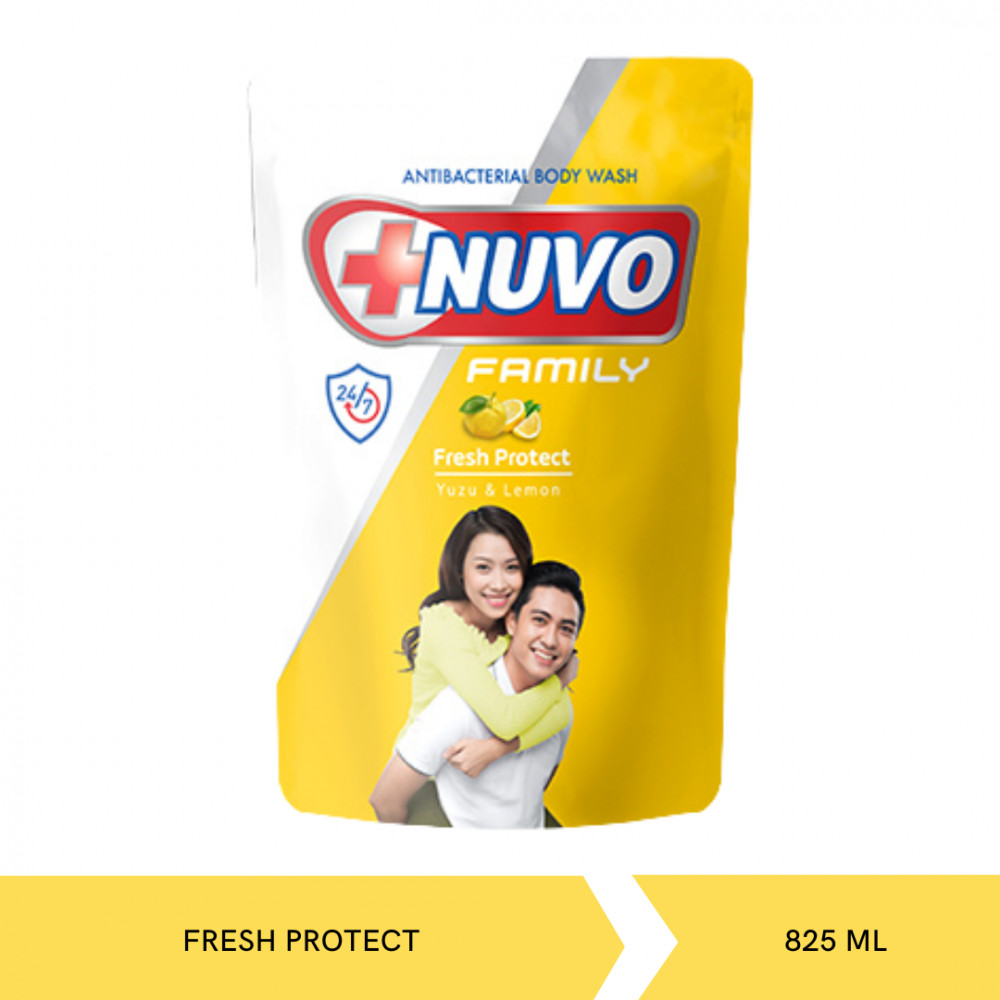 ANTIBACTERIAL BODY WASH
NUVO
FAMILY
24/7
Fresh Protect
Yuzu & Lemon
FRESH PROTECT
825 ML